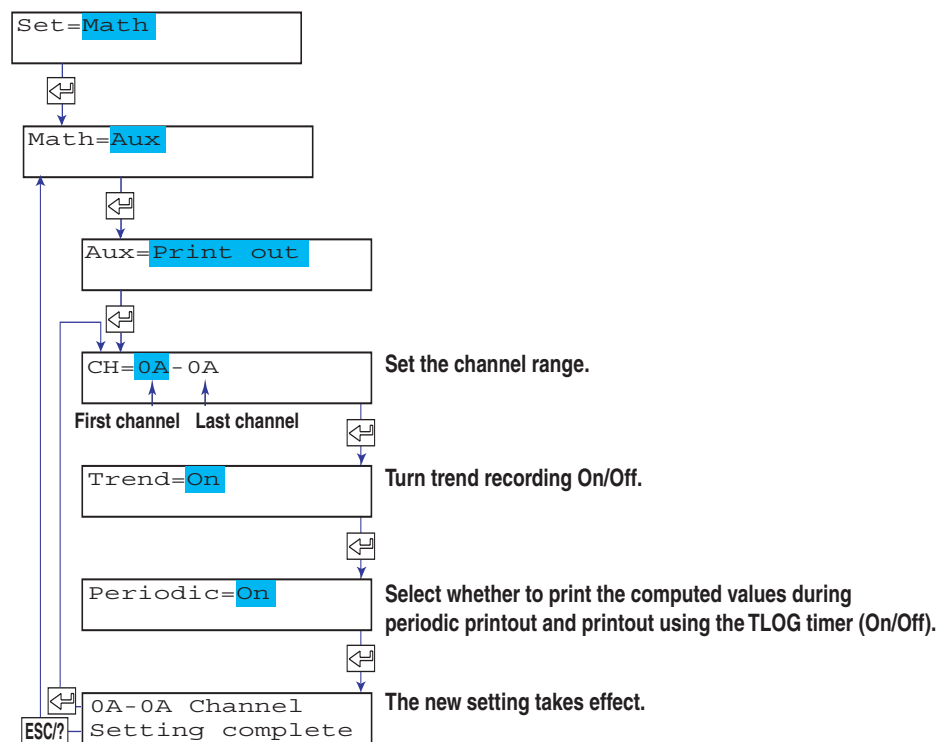 Set=Math
Math=Aux
Aux=Print out
CH=0A-0A
Set the channel range.
First channel Last channel
Trend=On
Turn trend recording On/Off.
Periodic=On
Select whether to print the computed values during
periodic printout and printout using the TLOG timer (On/Off).
0A-0A Channel
The new setting takes effect.
ESC/?
Setting complete